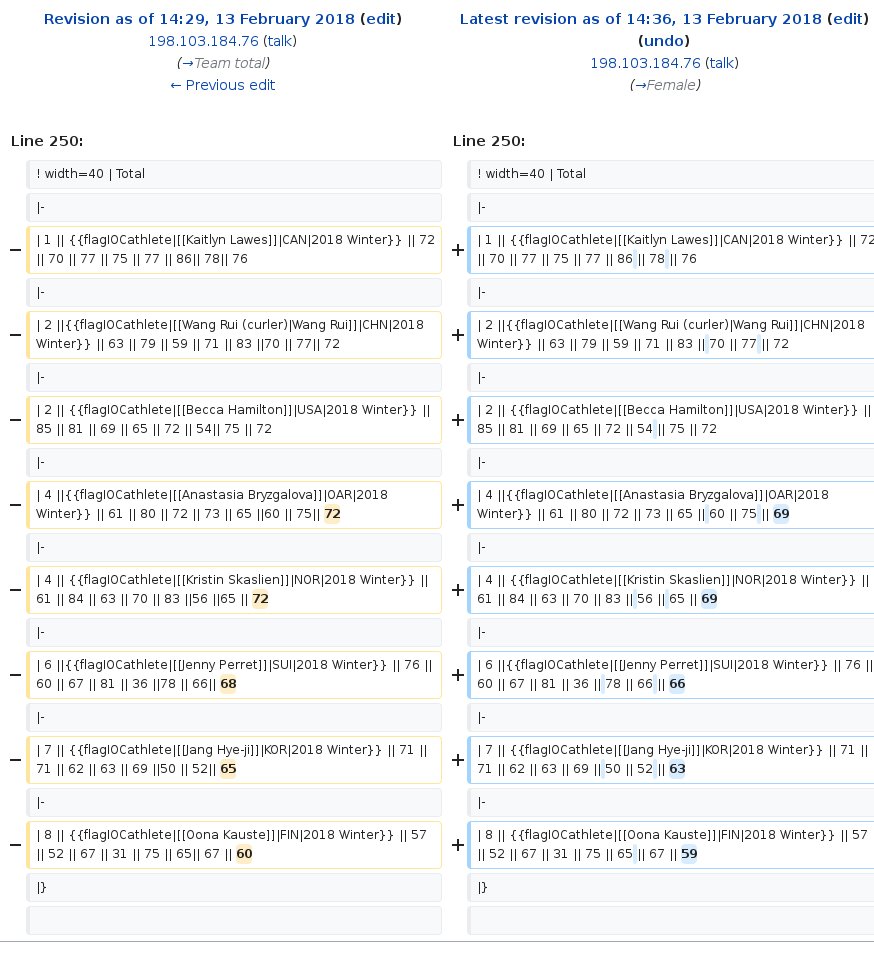 Revision as of 14:29, 13 February 2018 (edit)
198.103.184.76 (talk)
(→Team total)
← Previous edit
Latest revision as of 14:36, 13 February 2018 (edit)
(undo)
198.103.184.76 (talk)
(→Female)
Line 250:
Line 250:
! width=40 | Total
! width=40 | Total
|-
|-
− | 1 || {{flagIOCathlete|[[Kaitlyn Lawes]]|CAN|2018 Winter}} || 72
|| 70 || 77 || 75 || 77 || 86|| 78|| 76
+ | 1 || {{flagIOCathlete|[[Kaitlyn Lawes]]|CAN|2018 Winter}} || 72
|| 70 || 77 || 75 || 77 || 86 || 78 || 76
|-
|-
− | 2 ||{{flagIOCathlete|[[Wang Rui (curler)|Wang Rui]]|CHN|2018
Winter}} || 63 || 79 || 59 || 71 || 83 ||70 || 77|| 72
+ | 2 ||{{flagIOCathlete|[[Wang Rui (curler)|Wang Rui]]|CHN|2018
Winter}} || 63 || 79 || 59 || 71 || 83 || 70 || 77 || 72
|-
|-
− | 2 || {{flagIOCathlete|[[Becca Hamilton]]|USA|2018 Winter}} ||
85 || 81 || 69 || 65 || 72 || 54|| 75 || 72
+ | 2 || {{flagIOCathlete|[[Becca Hamilton]]|USA|2018 Winter}} ||
85 || 81 || 69 || 65 || 72 || 54 || 75 || 72
|-
|-
− | 4 ||{{flagIOCathlete|[[Anastasia Bryzgalova]]|OAR|2018
Winter}} || 61 || 80 || 72 || 73 || 65 ||60 || 75|| 72
+ | 4 ||{{flagIOCathlete|[[Anastasia Bryzgalova]]|OAR|2018
Winter}} || 61 || 80 || 72 || 73 || 65 || 60 || 75 || 69
|-
|-
− | 4 || {{flagIOCathlete|[[Kristin Skaslien]]|NOR|2018 Winter}} ||
61 || 84 || 63 || 70 || 83 ||56 ||65 || 72
+ | 4 || {{flagIOCathlete|[[Kristin Skaslien]]|NOR|2018 Winter}} ||
61 || 84 || 63 || 70 || 83 || 56 || 65 || 69
|-
|-
− | 6 ||{{flagIOCathlete|[[Jenny Perret]]|SUI|2018 Winter}} || 76 ||
60 || 67 || 81 || 36 ||78 || 66|| 68
+ | 6 ||{{flagIOCathlete|[[Jenny Perret]]|SUI|2018 Winter}} || 76 ||
60 || 67 || 81 || 36 || 78 || 66 || 66
|-
|-
− | 7 || {{flagIOCathlete|[[Jang Hye-ji]]|KOR|2018 Winter}} || 71 ||
71 || 62 || 63 || 69 ||50 || 52|| 65
+ | 7 || {{flagIOCathlete|[[Jang Hye-ji]]|KOR|2018 Winter}} || 71 ||
71 || 62 || 63 || 69 || 50 || 52 || 63
|-
|-
− | 8 || {{flagIOCathlete|[[Oona Kauste]]|FIN|2018 Winter}} || 57
|| 52 || 67 || 31 || 75 || 65|| 67 || 60
+ | 8 || {{flagIOCathlete|[[Oona Kauste]]|FIN|2018 Winter}} || 57
|| 52 || 67 || 31 || 75 || 65 || 67 || 59
|}
|}